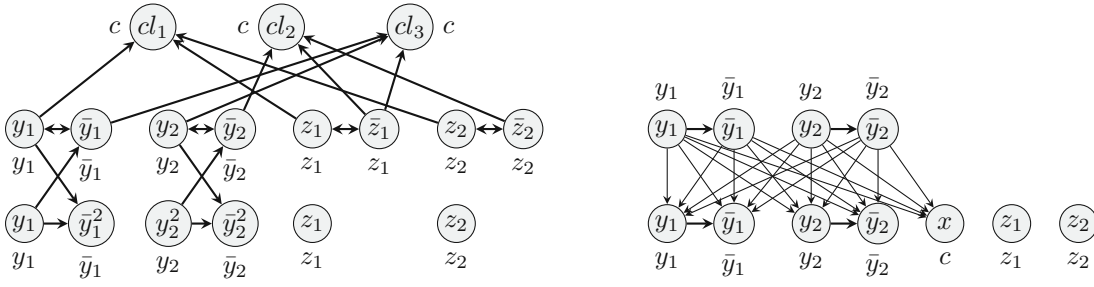 c cl₁ c cl₂ cl₃ c
y₁ ȳ₁ y₂ ȳ₂ z₁ z̄₁ z₂ z̄₂
y₁ ȳ₁ y₂ ȳ₂ z₁ z₁ z₂ z₂
y₁ ȳ₁² y₂² ȳ₂² z₁ z₂
y₁ ȳ₁ y₂ ȳ₂ z₁ z₂
y₁ ȳ₁ y₂ ȳ₂
y₁ ȳ₁ y₂ ȳ₂
y₁ ȳ₁ y₂ ȳ₂ x z₁ z₂
y₁ ȳ₁ y₂ ȳ₂ c z₁ z₂